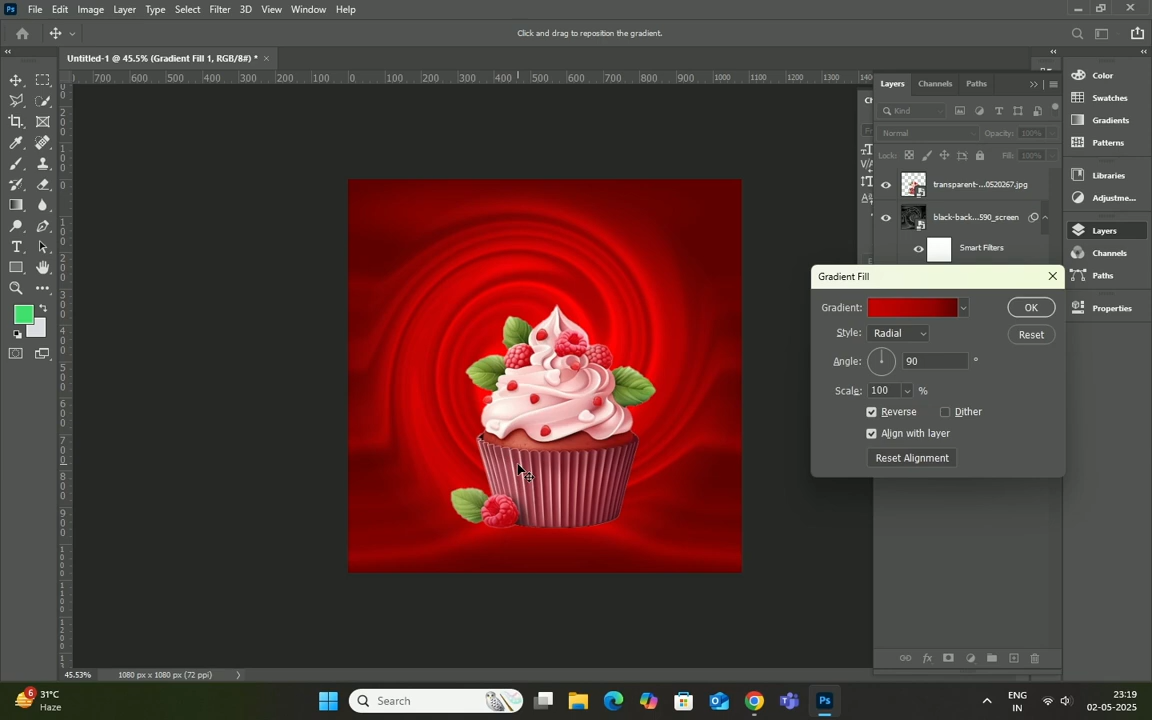 Ps File Edit Image Layer Type Select Filter 3D View Window Help
Click and drag to reposition the gradient.
Untitled-1 @ 45.5% (Gradient Fill 1, RGB/8#) * ×
700 600 500 400 300 200 100 0 100 200 300 400 500 600 700 800 900 1000 1100 1200 1300
Layers Channels Paths
Kind
Normal Opacity: 100%
Lock: Fill: 100%
transparent-...0520267.jpg
black-back...590_screen
Smart Filters
Color
Swatches
Gradients
Patterns
Libraries
Adjustme...
Layers
Channels
Paths
Properties
Gradient Fill
Gradient: OK
Style: Radial Reset
Angle: 90 °
Scale: 100 %
Reverse Dither
Align with layer
Reset Alignment
45.53% 1080 px x 1080 px (72 ppi)
6
31°C
Haze
Search
Ps
ENG
IN
23:19
02-05-2025